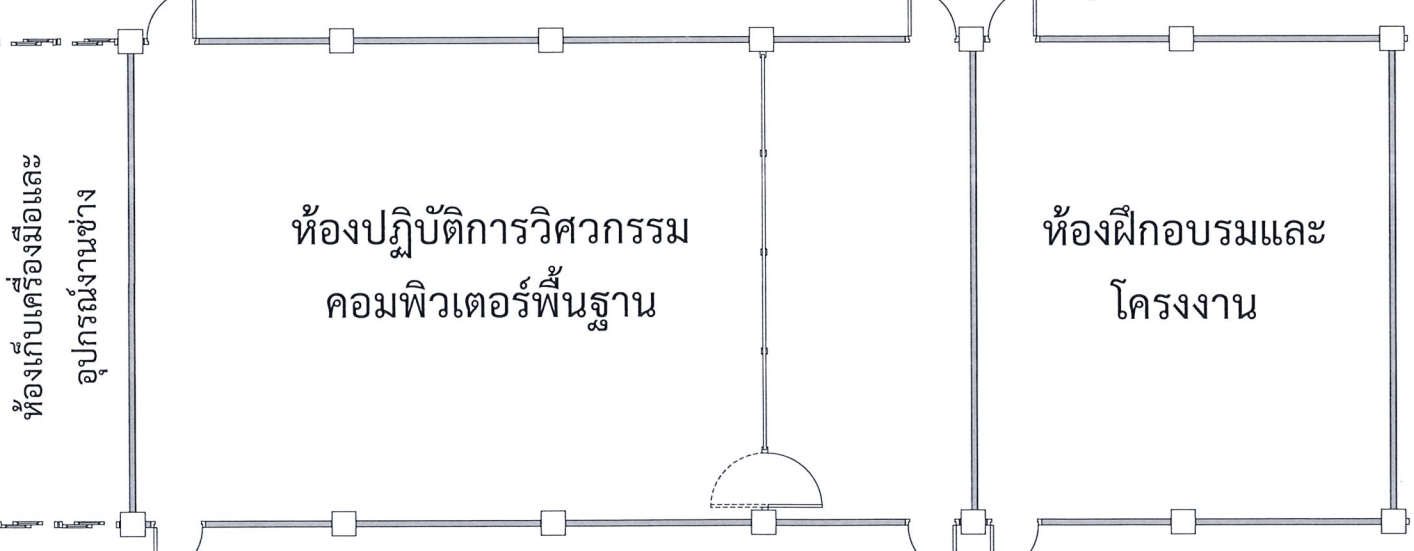 ห้องเก็บเครื่องมือและ
อุปกรณ์งานช่าง
ห้องปฏิบัติการวิศวกรรม
คอมพิวเตอร์พื้นฐาน
ห้องฝึกอบรมและ
โครงงาน